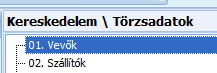 Kereskedelem \ Törzsadatok
01. Vevők
02. Szállítók